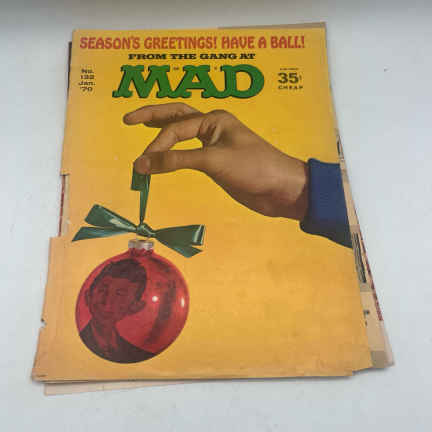 SEASON'S GREETINGS! HAVE A BALL!
FROM THE GANG AT
MAD
No.
132
Jan.
'70
35¢
CHEAP